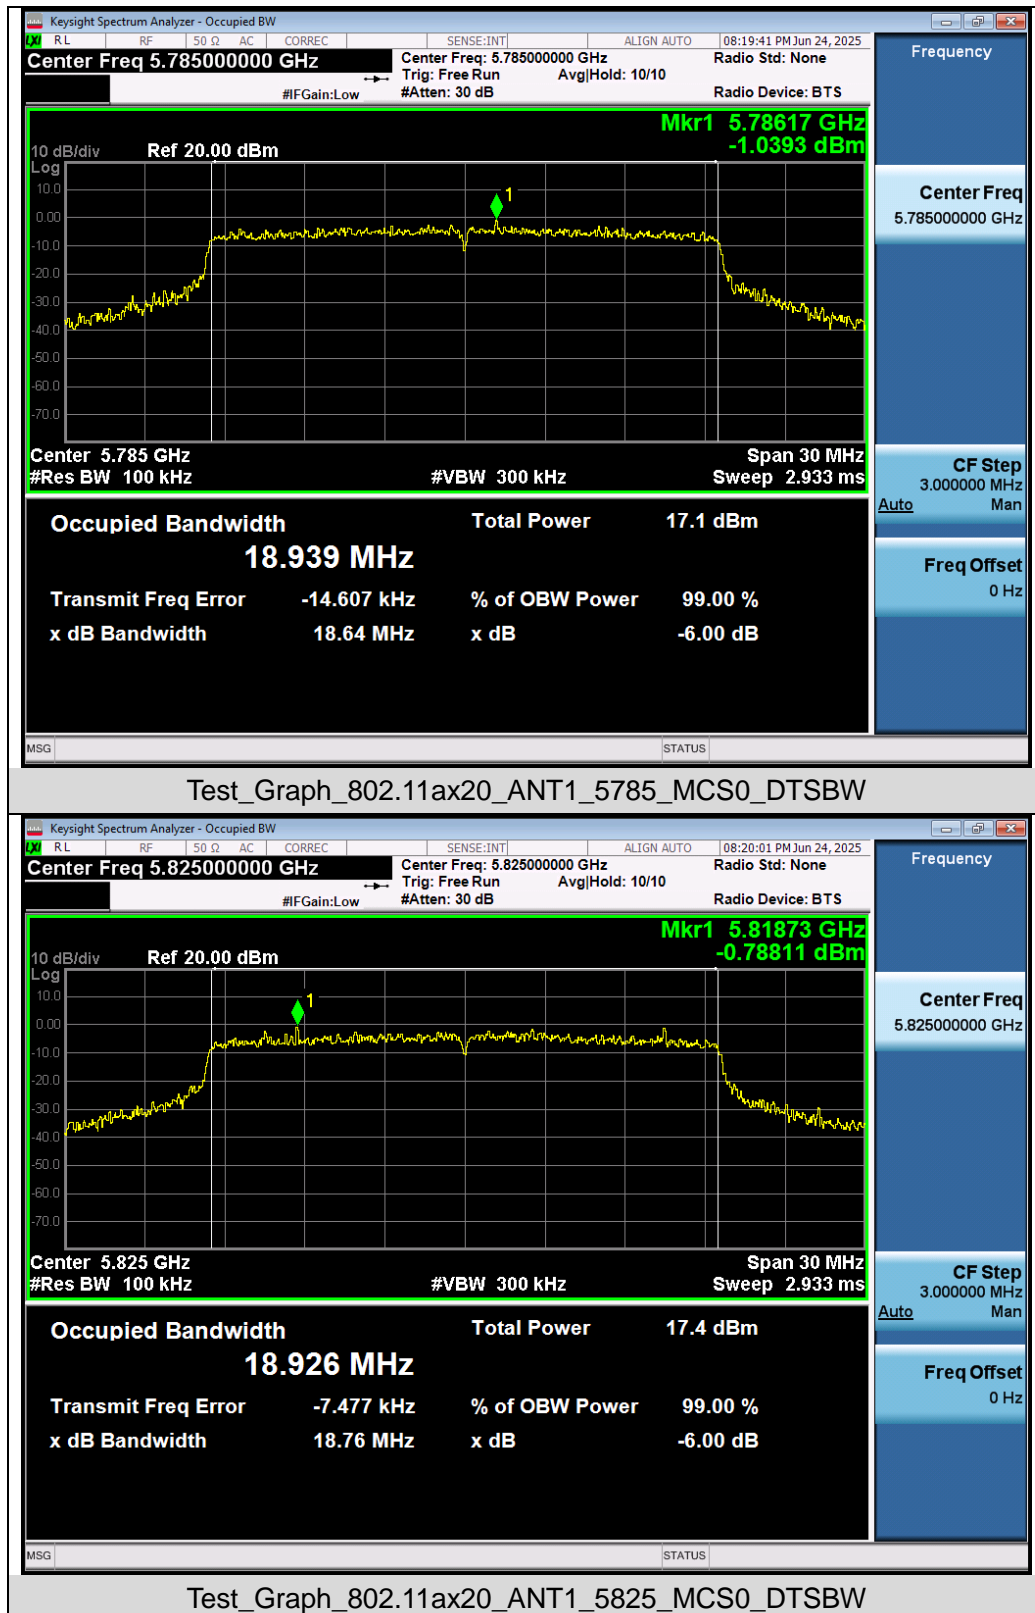 Keysight Spectrum Analyzer - Occupied BW
LXI RL RF 50 Ω AC CORREC SENSE:INT ALIGN AUTO 08:19:41 PM Jun 24, 2025
Center Freq 5.785000000 GHz
Center Freq: 5.785000000 GHz Radio Std: None
Trig: Free Run Avg|Hold: 10/10
#IFGain:Low #Atten: 30 dB Radio Device: BTS
Frequency
Mkr1 5.78617 GHz
-1.0393 dBm
10 dB/div Ref 20.00 dBm
Log
10.0
0.00
-10.0
-20.0
-30.0
-40.0
-50.0
-60.0
-70.0
1
Center 5.785 GHz Span 30 MHz
#Res BW 100 kHz #VBW 300 kHz Sweep 2.933 ms
Center Freq
5.785000000 GHz
CF Step
3.000000 MHz
Auto Man
Freq Offset
0 Hz
Occupied Bandwidth Total Power 17.1 dBm
18.939 MHz
Transmit Freq Error -14.607 kHz % of OBW Power 99.00 %
x dB Bandwidth 18.64 MHz x dB -6.00 dB
MSG STATUS
Test_Graph_802.11ax20_ANT1_5785_MCS0_DTSBW
Keysight Spectrum Analyzer - Occupied BW
LXI RL RF 50 Ω AC CORREC SENSE:INT ALIGN AUTO 08:20:01 PM Jun 24, 2025
Center Freq 5.825000000 GHz
Center Freq: 5.825000000 GHz Radio Std: None
Trig: Free Run Avg|Hold: 10/10
#IFGain:Low #Atten: 30 dB Radio Device: BTS
Frequency
Mkr1 5.81873 GHz
-0.78811 dBm
10 dB/div Ref 20.00 dBm
Log
10.0
0.00
-10.0
-20.0
-30.0
-40.0
-50.0
-60.0
-70.0
1
Center 5.825 GHz Span 30 MHz
#Res BW 100 kHz #VBW 300 kHz Sweep 2.933 ms
Center Freq
5.825000000 GHz
CF Step
3.000000 MHz
Auto Man
Freq Offset
0 Hz
Occupied Bandwidth Total Power 17.4 dBm
18.926 MHz
Transmit Freq Error -7.477 kHz % of OBW Power 99.00 %
x dB Bandwidth 18.76 MHz x dB -6.00 dB
MSG STATUS
Test_Graph_802.11ax20_ANT1_5825_MCS0_DTSBW